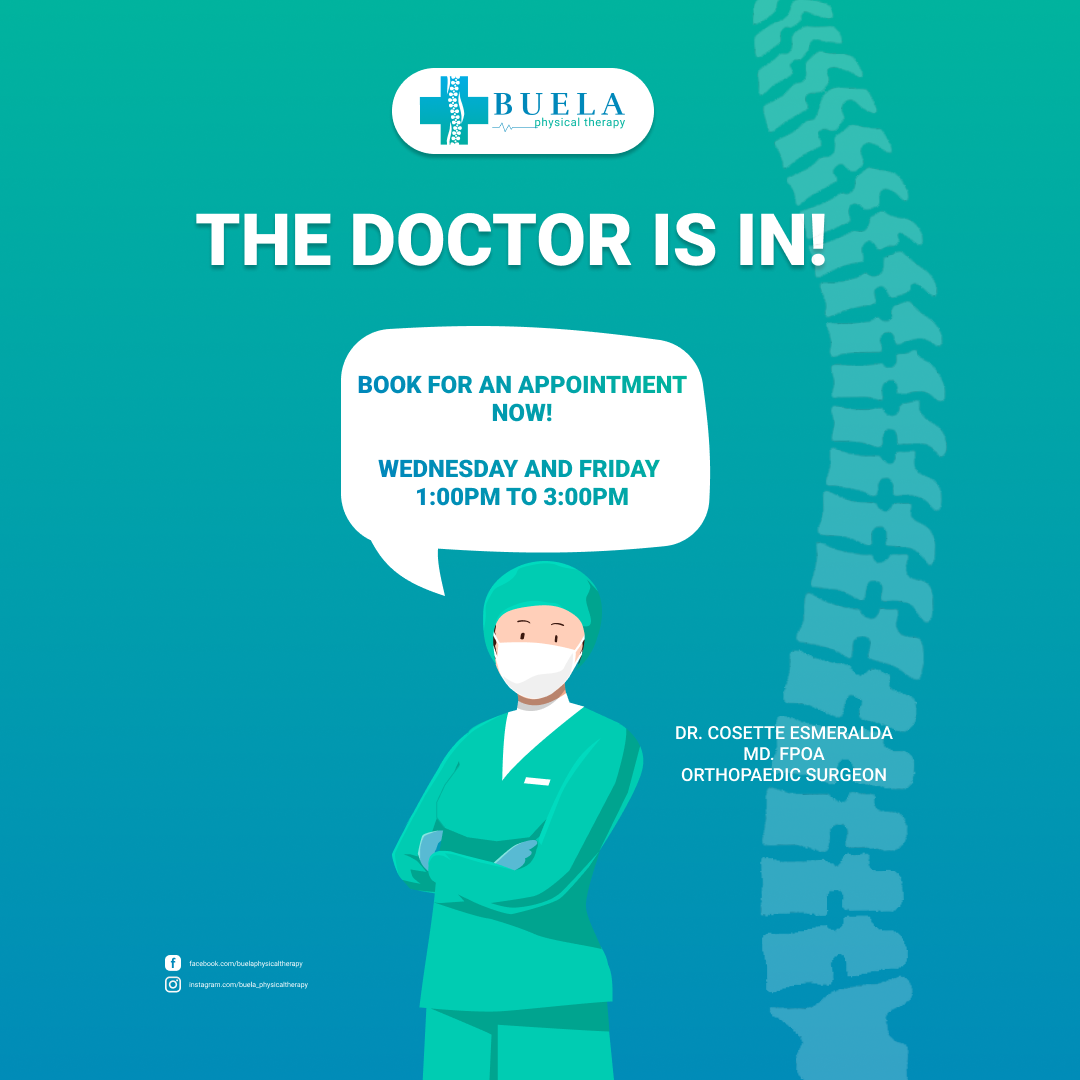 BUELA
physical therapy
THE DOCTOR IS IN!
BOOK FOR AN APPOINTMENT
NOW!
WEDNESDAY AND FRIDAY
1:00PM TO 3:00PM
DR. COSETTE ESMERALDA
MD. FPOA
ORTHOPAEDIC SURGEON
facebook.com/buelaphysicaltherapy
instagram.com/buela_physicaltherapy